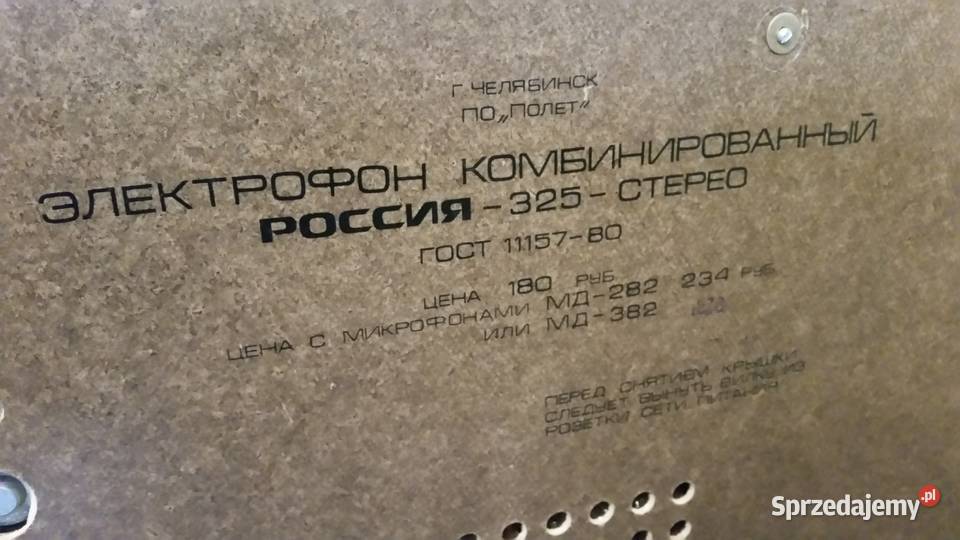 Г ЧЕЛЯБИНСК
ПО „ПОЛЕТ“
ЭЛЕКТРОФОН КОМБИНИРОВАННЫЙ
РОССИЯ - 325 - СТЕРЕО
ГОСТ 11157-80
ЦЕНА 180 РУБ
ЦЕНА С МИКРОФОНАМИ МД-282 234 РУБ
ИЛИ МД-382
ПЕРЕД СНЯТИЕМ КРЫШКИ
СЛЕДУЕТ ВЫНУТЬ ВИЛКУ ИЗ
РОЗЕТКИ СЕТИ ПИТАНИЯ
Sprzedajemy.pl